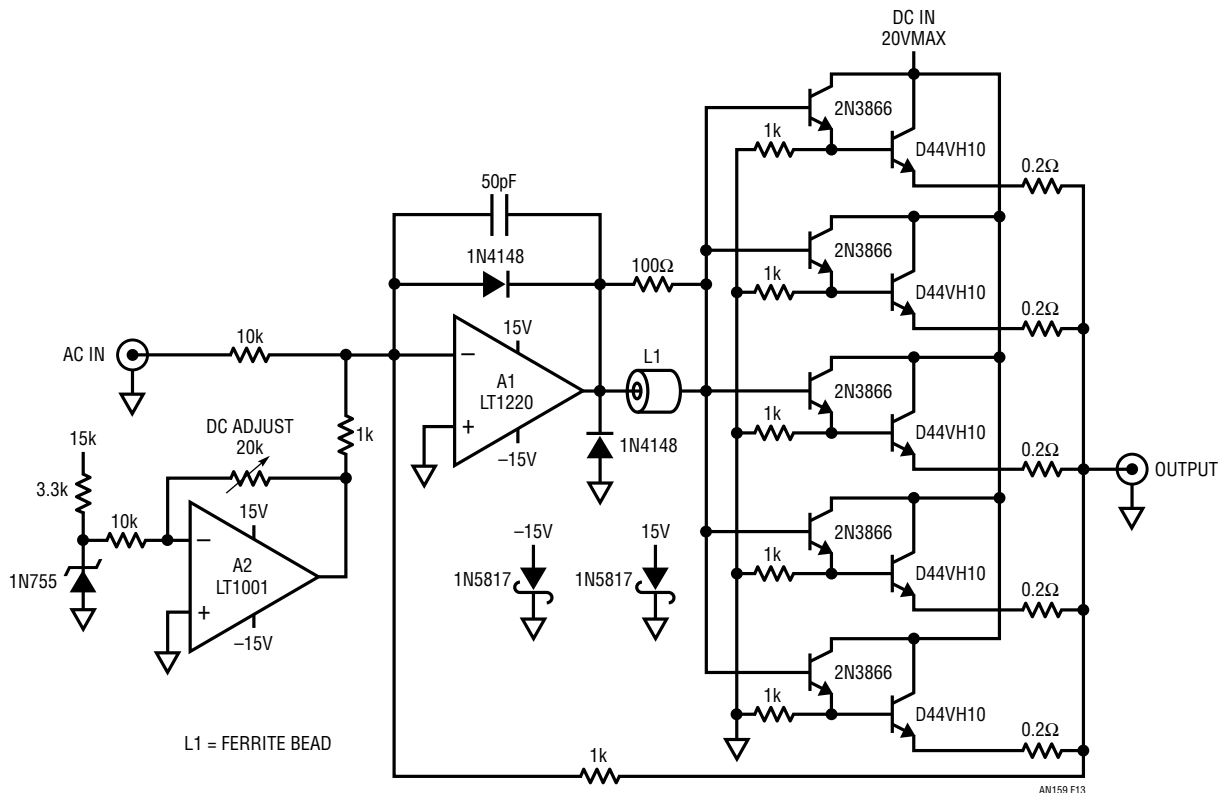 DC IN
20VMAX
2N3866
1k
D44VH10
0.2Ω
50pF
1N4148
100Ω
2N3866
1k
D44VH10
0.2Ω
AC IN
10k
15V
–
A1
LT1220
+
–15V
L1
1N4148
2N3866
1k
D44VH10
0.2Ω
OUTPUT
15k
3.3k
10k
1N755
DC ADJUST
20k
1k
15V
–
A2
LT1001
+
–15V
–15V
1N5817
15V
1N5817
2N3866
1k
D44VH10
0.2Ω
2N3866
1k
D44VH10
0.2Ω
L1 = FERRITE BEAD
1k
AN159 F13